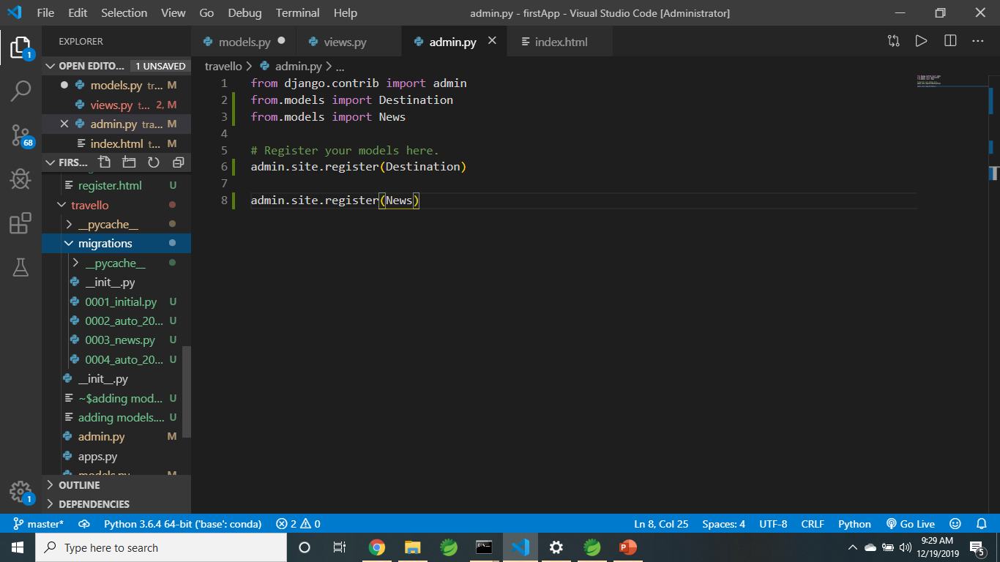 File Edit Selection View Go Debug Terminal Help
admin.py - firstApp - Visual Studio Code [Administrator]
EXPLORER
models.py
views.py
admin.py
index.html
1
OPEN EDITO... 1 UNSAVED
models.py tr... M
views.py t... 2, M
admin.py tra... M
index.html t... M
68
FIRS...
register.html U
travello
__pycache__
migrations
__pycache__
__init__.py
0001_initial.py U
0002_auto_20... U
0003_news.py U
0004_auto_20... U
__init__.py
~$adding mod... U
adding models.... U
admin.py M
apps.py
models.py M
OUTLINE
DEPENDENCIES
1
travello > admin.py > ...
1 from django.contrib import admin
2 from.models import Destination
3 from.models import News
4
5 # Register your models here.
6 admin.site.register(Destination)
7
8 admin.site.register(News)
master*
Python 3.6.4 64-bit ('base': conda)
2 0
Ln 8, Col 25
Spaces: 4
UTF-8
CRLF
Python
Go Live
Type here to search
9:29 AM
12/19/2019
5